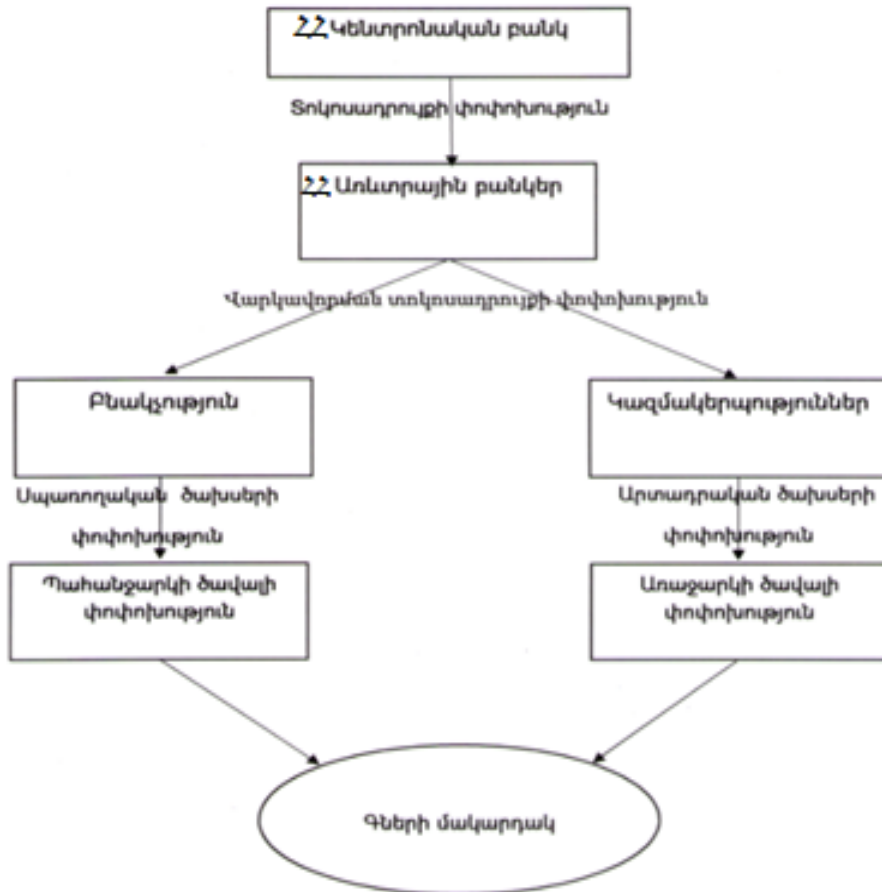 ՀՀ Կենտրոնական բանկ
Տոկոսադրույքի փոփոխություն
ՀՀ Առևտրային բանկեր
Վարկավորման տոկոսադրույքի փոփոխություն
Բնակչություն
Կազմակերպություններ
Սպառողական ծախսերի
փոփոխություն
Արտադրական ծախսերի
փոփոխություն
Պահանջարկի ծավալի
փոփոխություն
Առաջարկի ծավալի
փոփոխություն
Գների մակարդակ